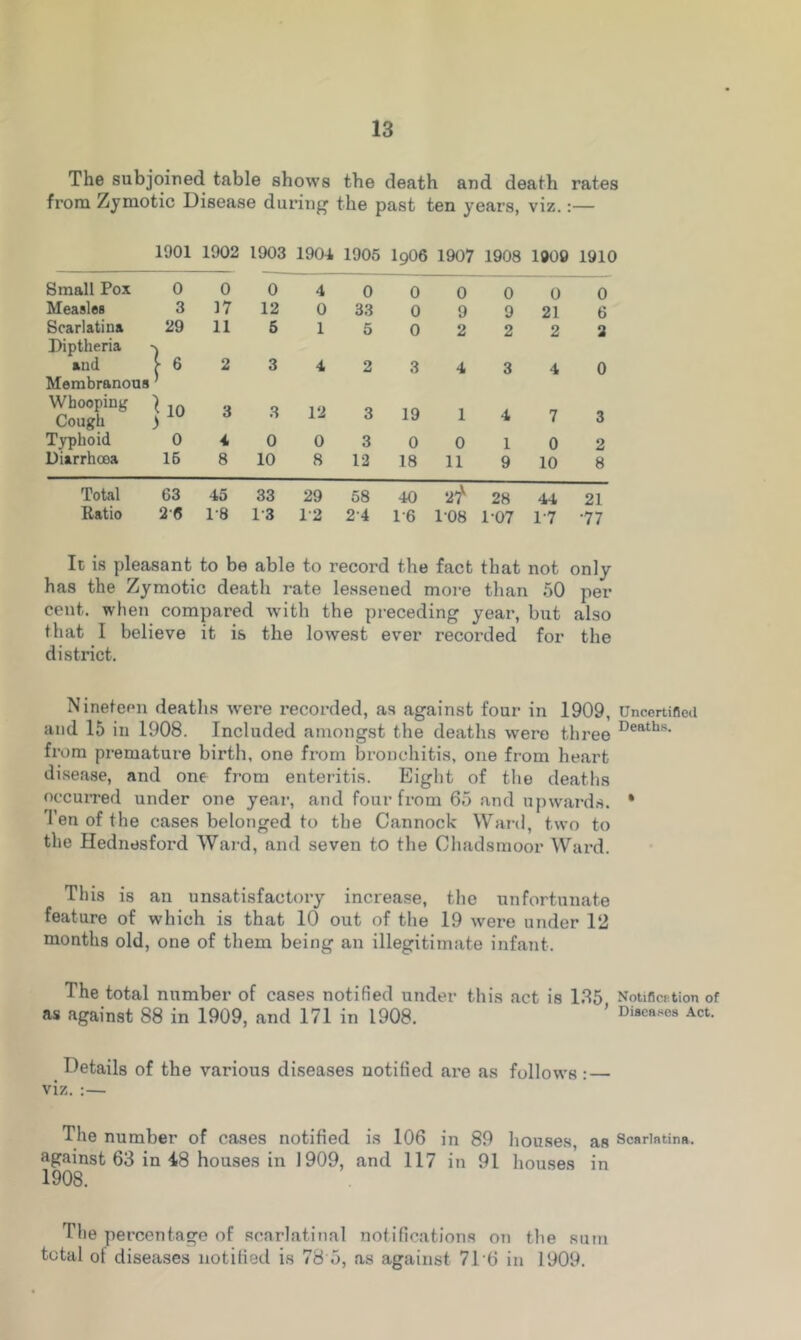 13
The subjoined table shows the death and death rates
from Zymotic Disease during the past ten years, viz. :—
1901 1902 1903 1904 1905 1906 1907 1908 1909 1910
Small Pox 0 0 0 4 0 0 0 0 0 0
Measles 3 17 12 0 33 0 9 9 21 6
Scarlatina 29 11 5 1 5 0 2 2 2 2
Diptheria
and } 6 2 3 4 2 3 4 3 4 0
Membranous
Whooping } 10 3 3 12 3 19 1 4 7 3
Cough
Typhoid 0 4 0 0 3 0 0 1 0 2
Diarrhœa 15 8 10 8 12 18 11 9 10 8
Total 63 45 33 29 58 40 27 28 44 21
Ratio 2·6 1·8 1·3 1·2 2·4 1·6 1·08 1·07 1·7 ·77
It is pleasant to be able to record the fact that not only
has the Zymotic death rate lessened more than 50 per
cent. when compared with the preceding year, but also
that I believe it is the lowest ever recorded for the
district.
Nineteen deaths were recorded, as against four in 1909, Uncertified
and 15 in 1908. Included amongst the deaths were three Deaths.
from premature birth, one from bronchitis, one from heart
disease, and one from enteritis. Eight of the deaths
occurred under one year, and four from 65 and upwards.
Ten of the cases belonged to the Cannock Ward, two to
the Hednesford Ward, and seven to the Chadsmoor Ward.
This is an unsatisfactory increase, the unfortunate
feature of which is that 10 out of the 19 were under 12
months old, one of them being an illegitimate infant.
The total number of cases notified under this act is 135, Notification of
as against 88 in 1909, and 171 in 1908. Diseases Act.
Details of the various diseases notified are as follows :—
viz. :—
The number of cases notified is 106 in 89 houses, as Scarlatina.
against 63 in 48 houses in 1909, and 117 in 91 houses in
1908.
The percentage of scarlatinal notifications on the sum
total of diseases notified is 78·5, as against 71·6 in 1909.